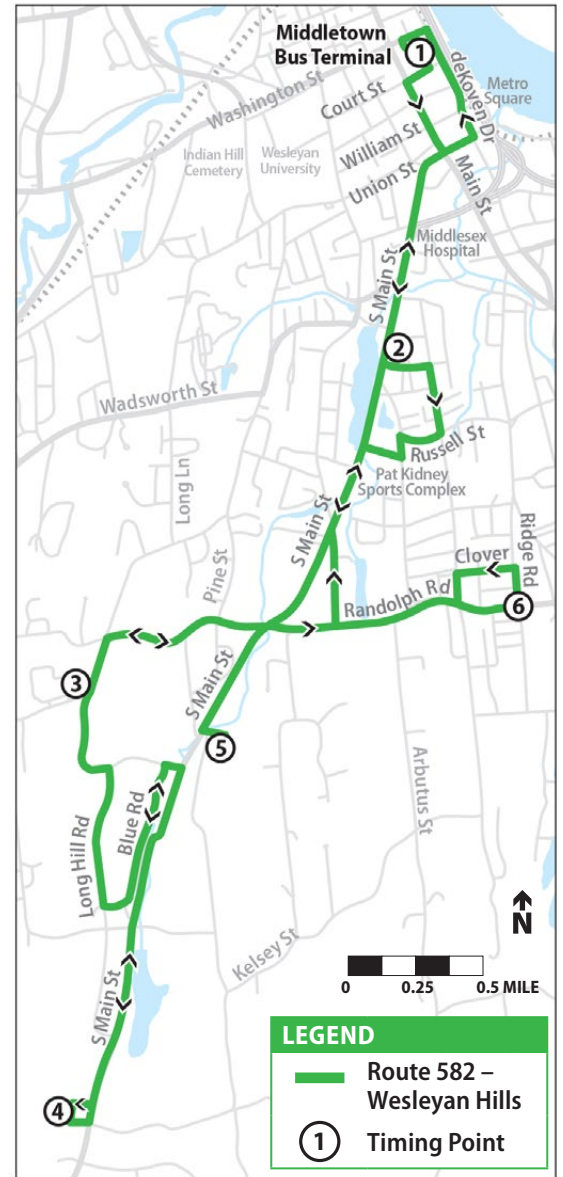 Middletown
Bus Terminal
1
deKoven Dr
Metro
Square
Washington St
Court St
William St
Indian Hill
Cemetery
Wesleyan
University
Union St
Main St
Middlesex
Hospital
S Main St
2
Wadsworth St
Russell St
Pat Kidney
Sports Complex
Long Ln
S Main St
Pine St
Ridge Rd
Clover
Randolph Rd
6
3
S Main St
5
Blue Rd
Long Hill Rd
Arbutus St
N
Kelsey St
0 0.25 0.5 MILE
S Main St
4
LEGEND
Route 582 –
Wesleyan Hills
1 Timing Point